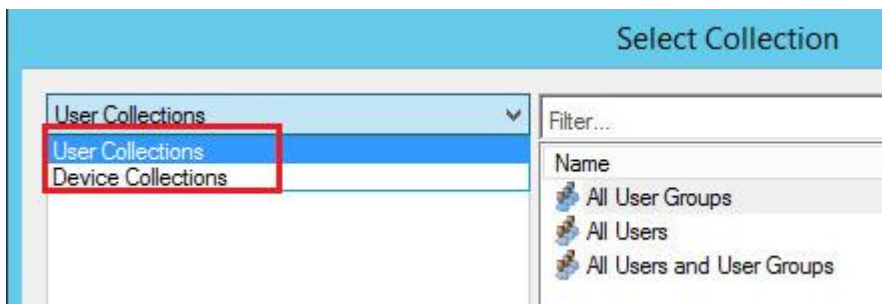 Select Collection
User Collections
User Collections
Device Collections
Filter...
Name
All User Groups
All Users
All Users and User Groups